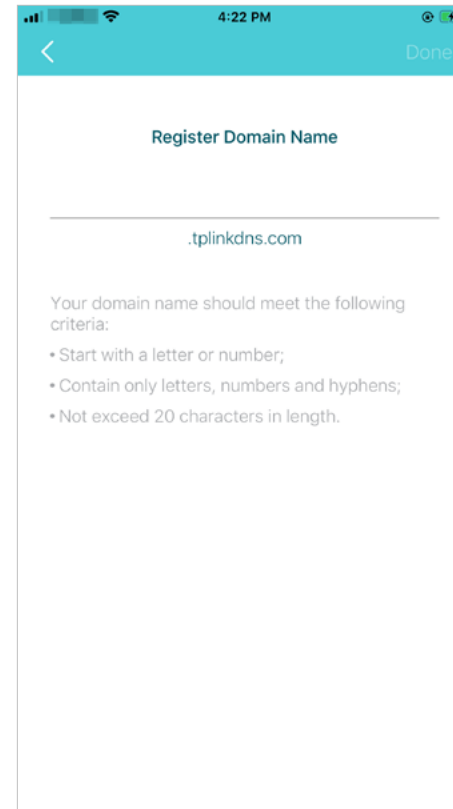 4:22 PM
Done
Register Domain Name
.tplinkdns.com
Your domain name should meet the following
criteria:
• Start with a letter or number;
• Contain only letters, numbers and hyphens;
• Not exceed 20 characters in length.